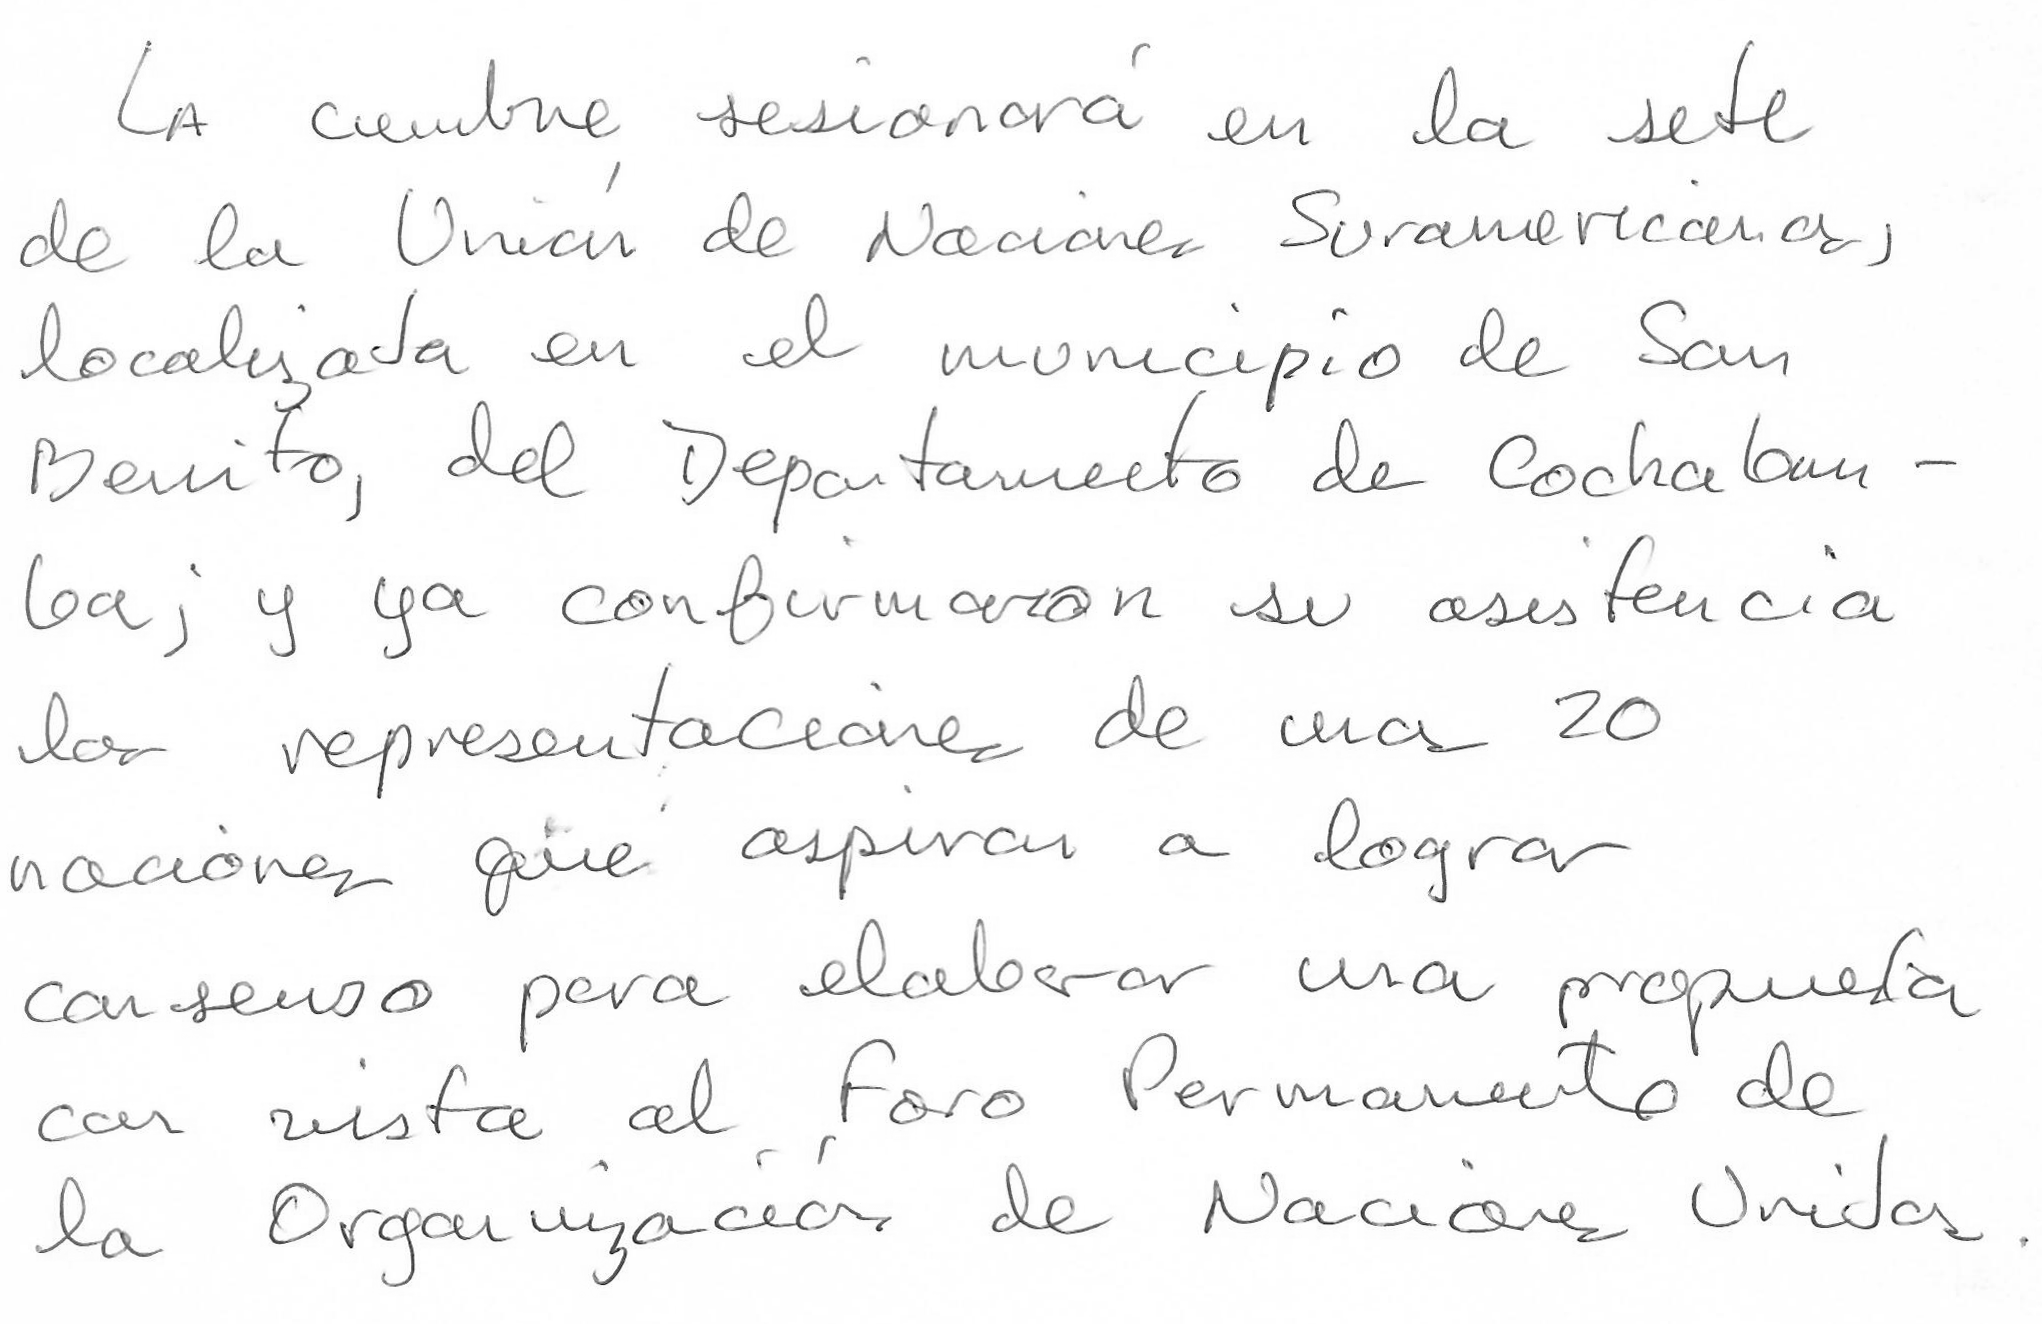 La cumbre sesionará en la sede
de la Unión de Naciones Suramericanas,
localizada en el municipio de San
Benito, del Departamento de Cochabam-
ba; y ya confirmaron su asistencia
las representaciones de unas 20
naciones que aspiran a lograr
consenso para elaborar una propuesta
con vista al Foro Permanente de
la Organización de Naciones Unidas.